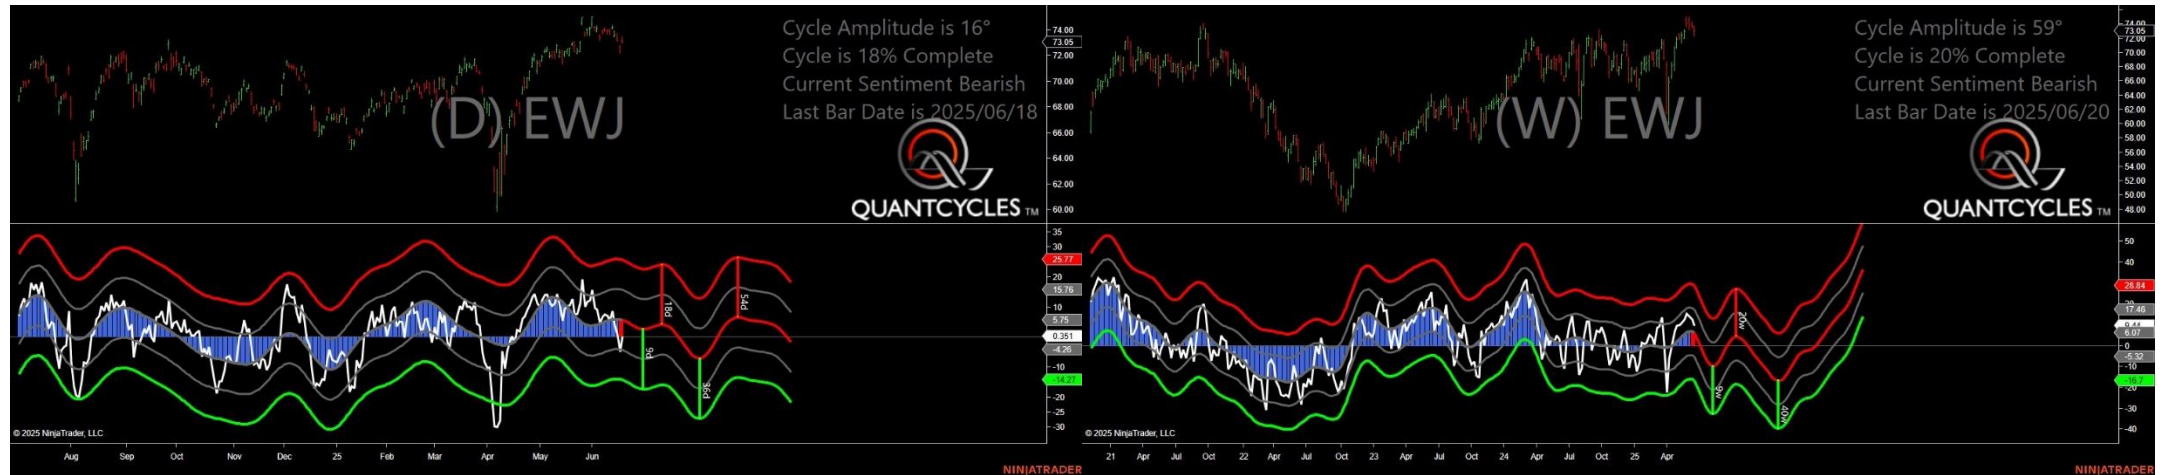 Cycle Amplitude is 16°
Cycle is 18% Complete
Current Sentiment Bearish
Last Bar Date is 2025/06/18
(D) EWJ
QUANTCYCLES TM
74.00
73.05
72.00
70.00
68.00
66.00
64.00
62.00
60.00
35
30
25.77
20
15.76
10
5.75
0.351
-4.26
-10
-14.27
-20
-25
-30
9d
18d
36d
54d
© 2025 NinjaTrader, LLC
Aug Sep Oct Nov Dec 25 Feb Mar Apr May Jun
NINJATRADER
Cycle Amplitude is 59°
Cycle is 20% Complete
Current Sentiment Bearish
Last Bar Date is 2025/06/20
(W) EWJ
QUANTCYCLES TM
74.00
73.05
72.00
68.00
66.00
64.00
62.00
60.00
58.00
56.00
54.00
52.00
50.00
48.00
50
40
28.84
17.46
6.07
0
-5.32
-10
-16.7
-20
-30
-40
9w
20w
40w
© 2025 NinjaTrader, LLC
21 Apr Jul Oct 22 Apr Jul Oct 23 Apr Jul Oct 24 Apr Jul Oct 25 Apr
NINJATRADER